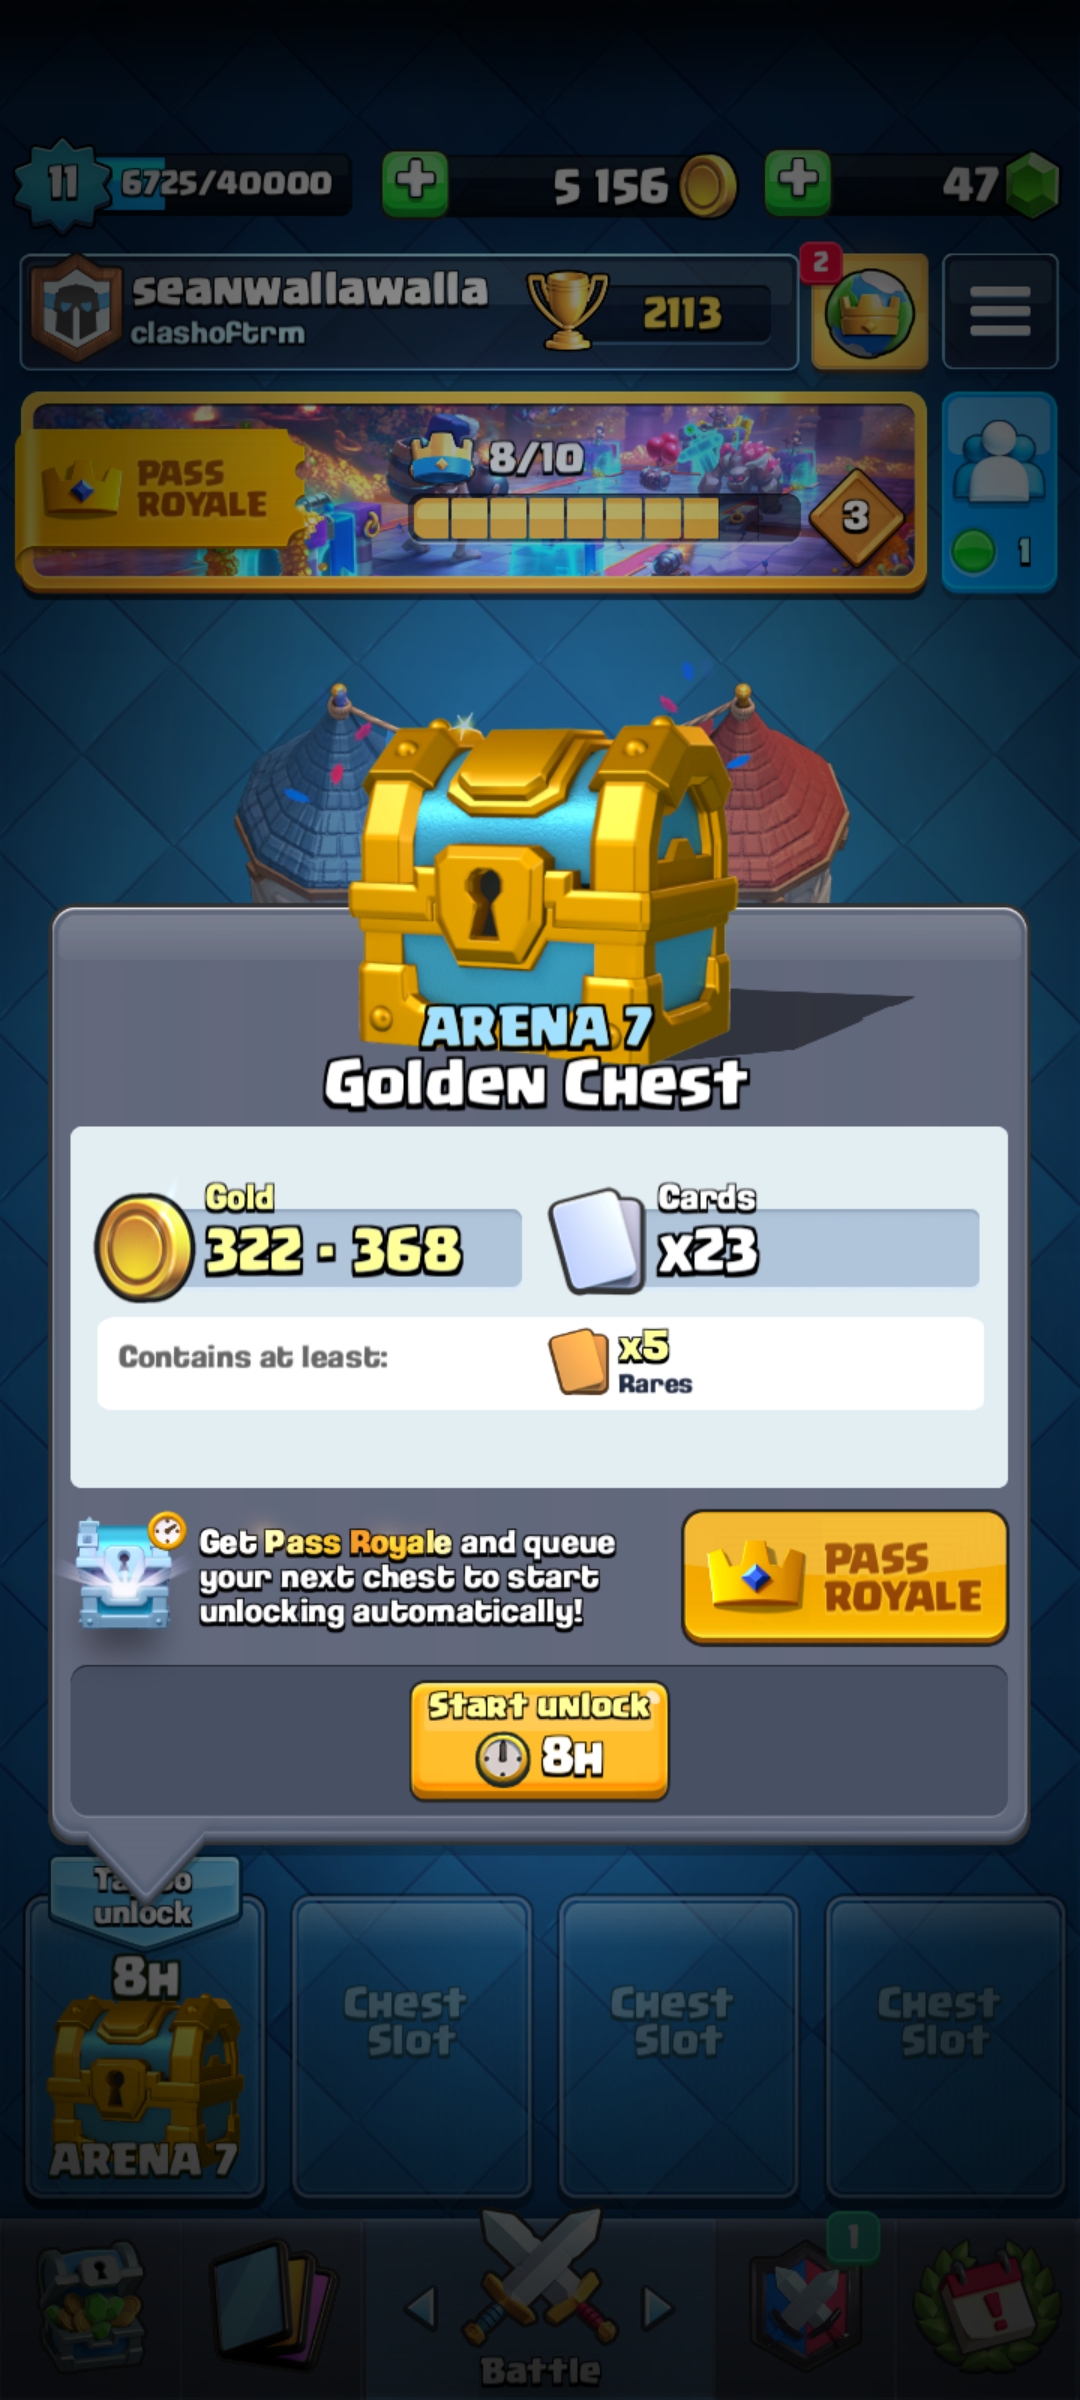 11
6725/40000
5 156
47
seanwallawalla
clashoftrm
2113
2
PASS
ROYALE
8/10
3
1
ARENA 7
Golden Chest
Gold
322 - 368
Cards
x23
Contains at least:
x5
Rares
Get Pass Royale and queue
your next chest to start
unlocking automatically!
PASS
ROYALE
Start unlock
8H
unlock
8H
ARENA 7
Chest
Slot
Chest
Slot
Chest
Slot
1
Battle